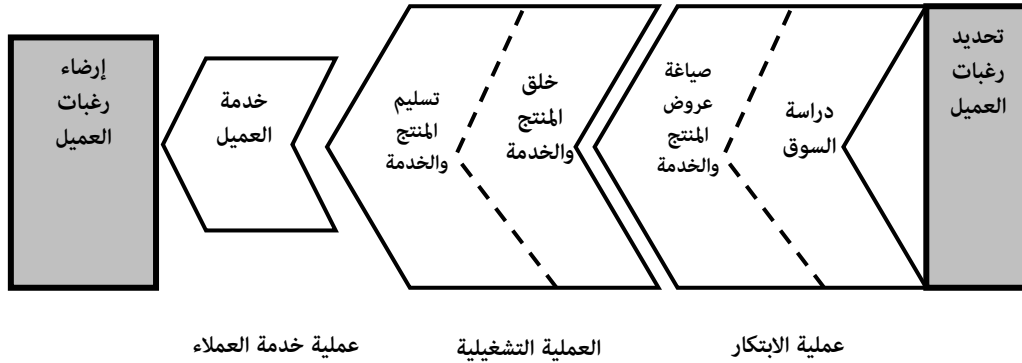 تحديد
رغبات
العميل
دراسة
السوق
صياغة
عروض
المنتج
والخدمة
خلق
المنتج
والخدمة
تسليم
المنتج
والخدمة
خدمة
العميل
إرضاء
رغبات
العميل
عملية الابتكار
العملية التشغيلية
عملية خدمة العملاء